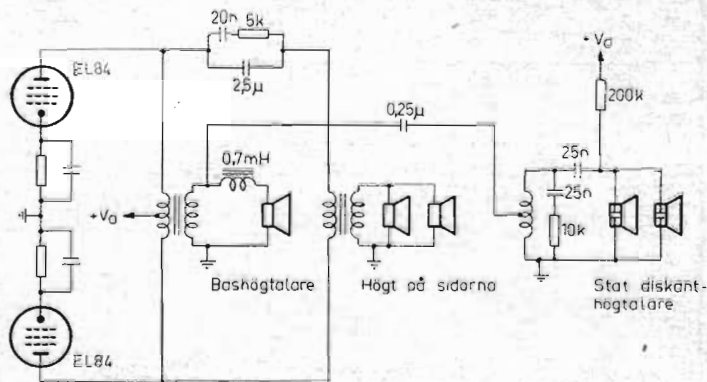 20n
5k
2,5µ
EL84
+Va
200k
0,25µ
0,7mH
25n
25n
10k
+Va
Bashögtalare
Högt på sidorna
Stat diskant-
högtalare
EL84